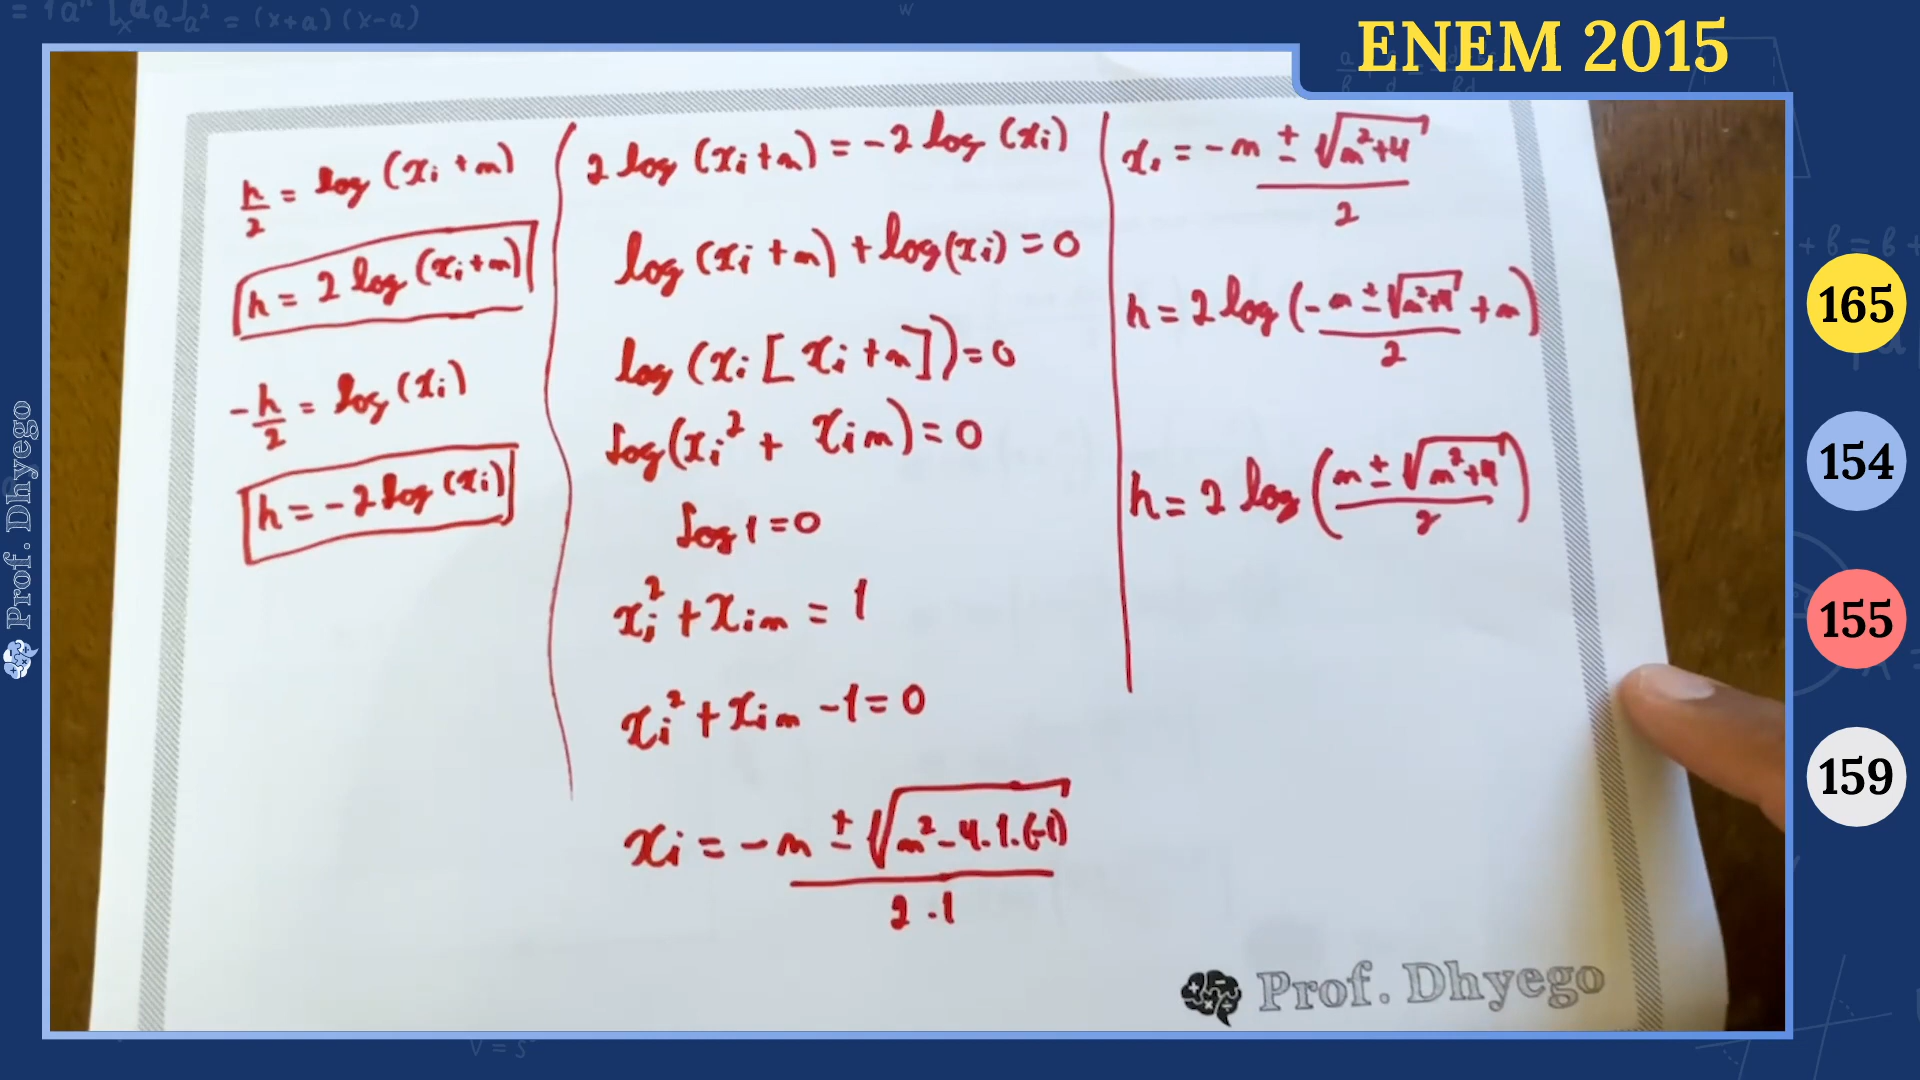 ENEM 2015
h/2 = log (xi + m)
h = 2 log (xi + m)
-h/2 = log (xi)
h = -2 log (xi)
2 log (xi + m) = -2 log (xi)
log (xi + m) + log (xi) = 0
log (xi [xi + m]) = 0
log (xi² + xim) = 0
log 1 = 0
xi² + xim = 1
xi² + xim - 1 = 0
xi = -m ± √m² - 4.1.(-1)
2.1
xi = -m ± √m² + 4
2
h = 2 log (-m ± √m² + 4 / 2 + m)
h = 2 log (m ± √m² + 4 / 2)
165
154
155
159
Prof. Dhyego
Prof. Dhyego
= (x+a) (x-a)